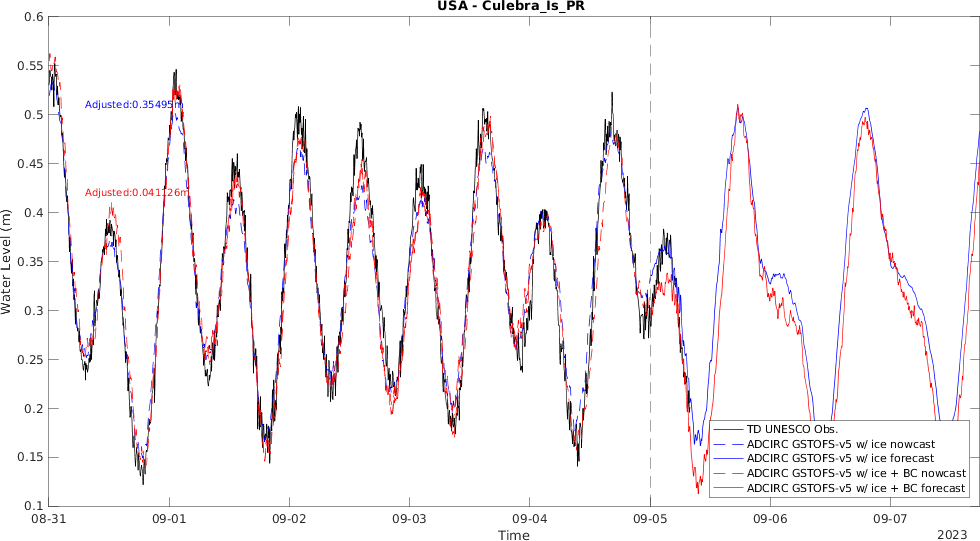 USA - Culebra_Is_PR
0.6
0.55
0.5
0.45
0.4
0.35
0.3
0.25
0.2
0.15
0.1
Water Level (m)
Adjusted:0.35495m
Adjusted:0.041126m
TD UNESCO Obs.
ADCIRC GSTOFS-v5 w/ ice nowcast
ADCIRC GSTOFS-v5 w/ ice forecast
ADCIRC GSTOFS-v5 w/ ice + BC nowcast
ADCIRC GSTOFS-v5 w/ ice + BC forecast
08-31 09-01 09-02 09-03 09-04 09-05 09-06 09-07
Time
2023